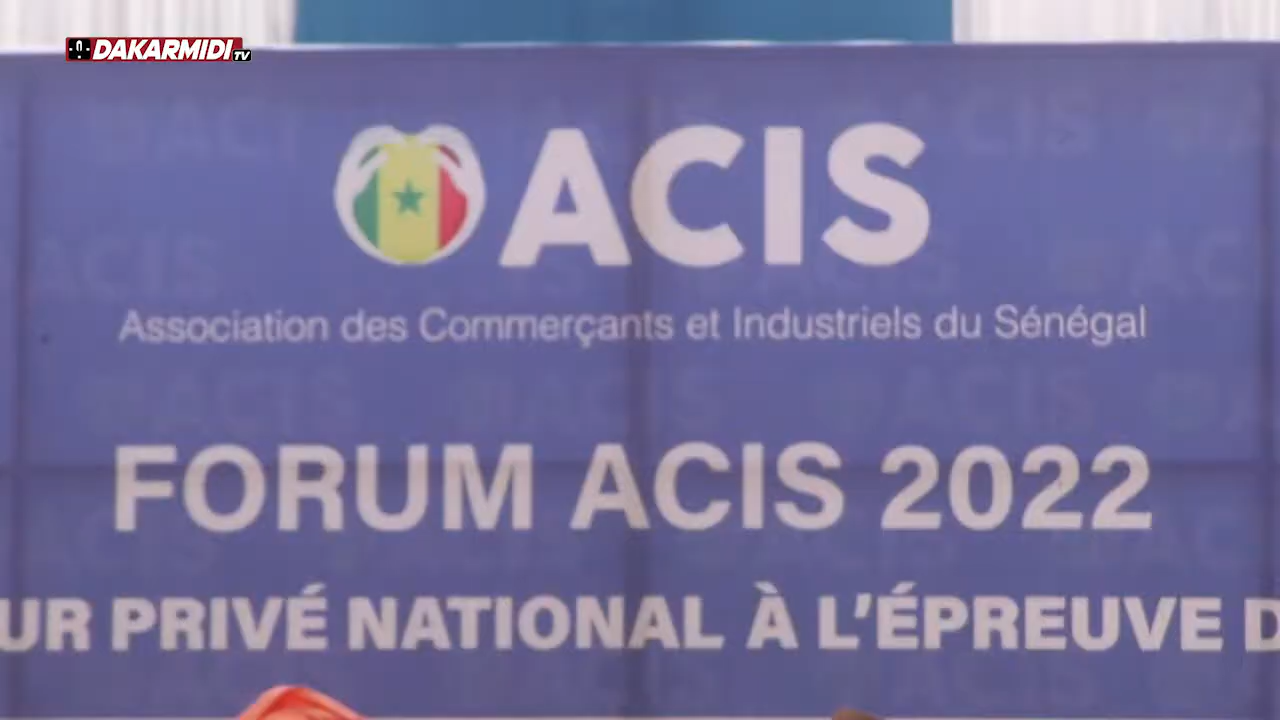 DAKARMIDI TV
ACIS
Association des Commerçants et Industriels du Sénégal
FORUM ACIS 2022
UR PRIVÉ NATIONAL À L'ÉPREUVE D